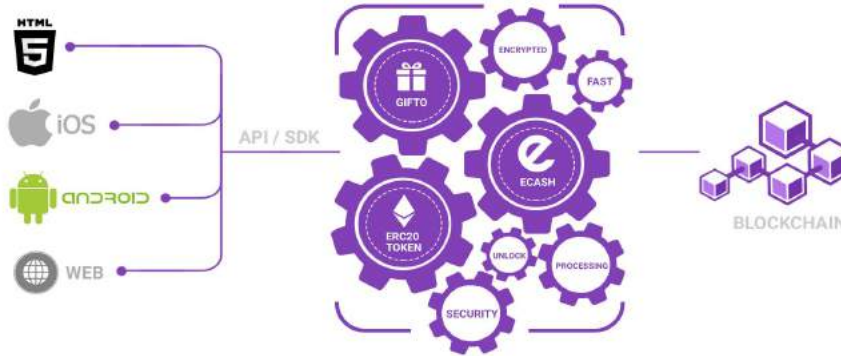 HTML
5
iOS
ANDROID
WEB
API / SDK
GIFTO
ENCRYPTED
FAST
ECASH
ERC20
TOKEN
UNLOCK
PROCESSING
SECURITY
BLOCKCHAIN